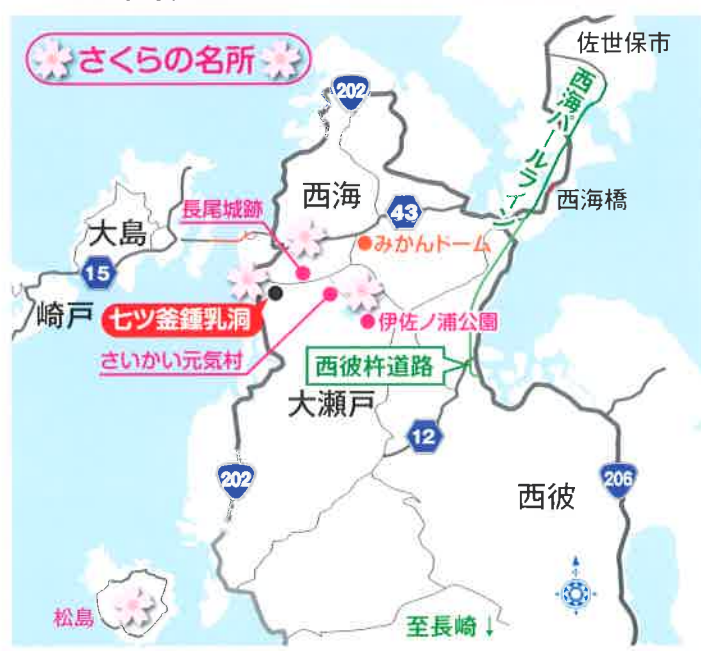 さくらの名所
佐世保市
202
西海パールライン
西海
西海橋
長尾城跡
43
みかんドーム
大島
15
崎戸
七ツ釜鍾乳洞
伊佐ノ浦公園
さいかい元気村
西彼杵道路
大瀬戸
12
202
206
西彼
松島
至長崎↓